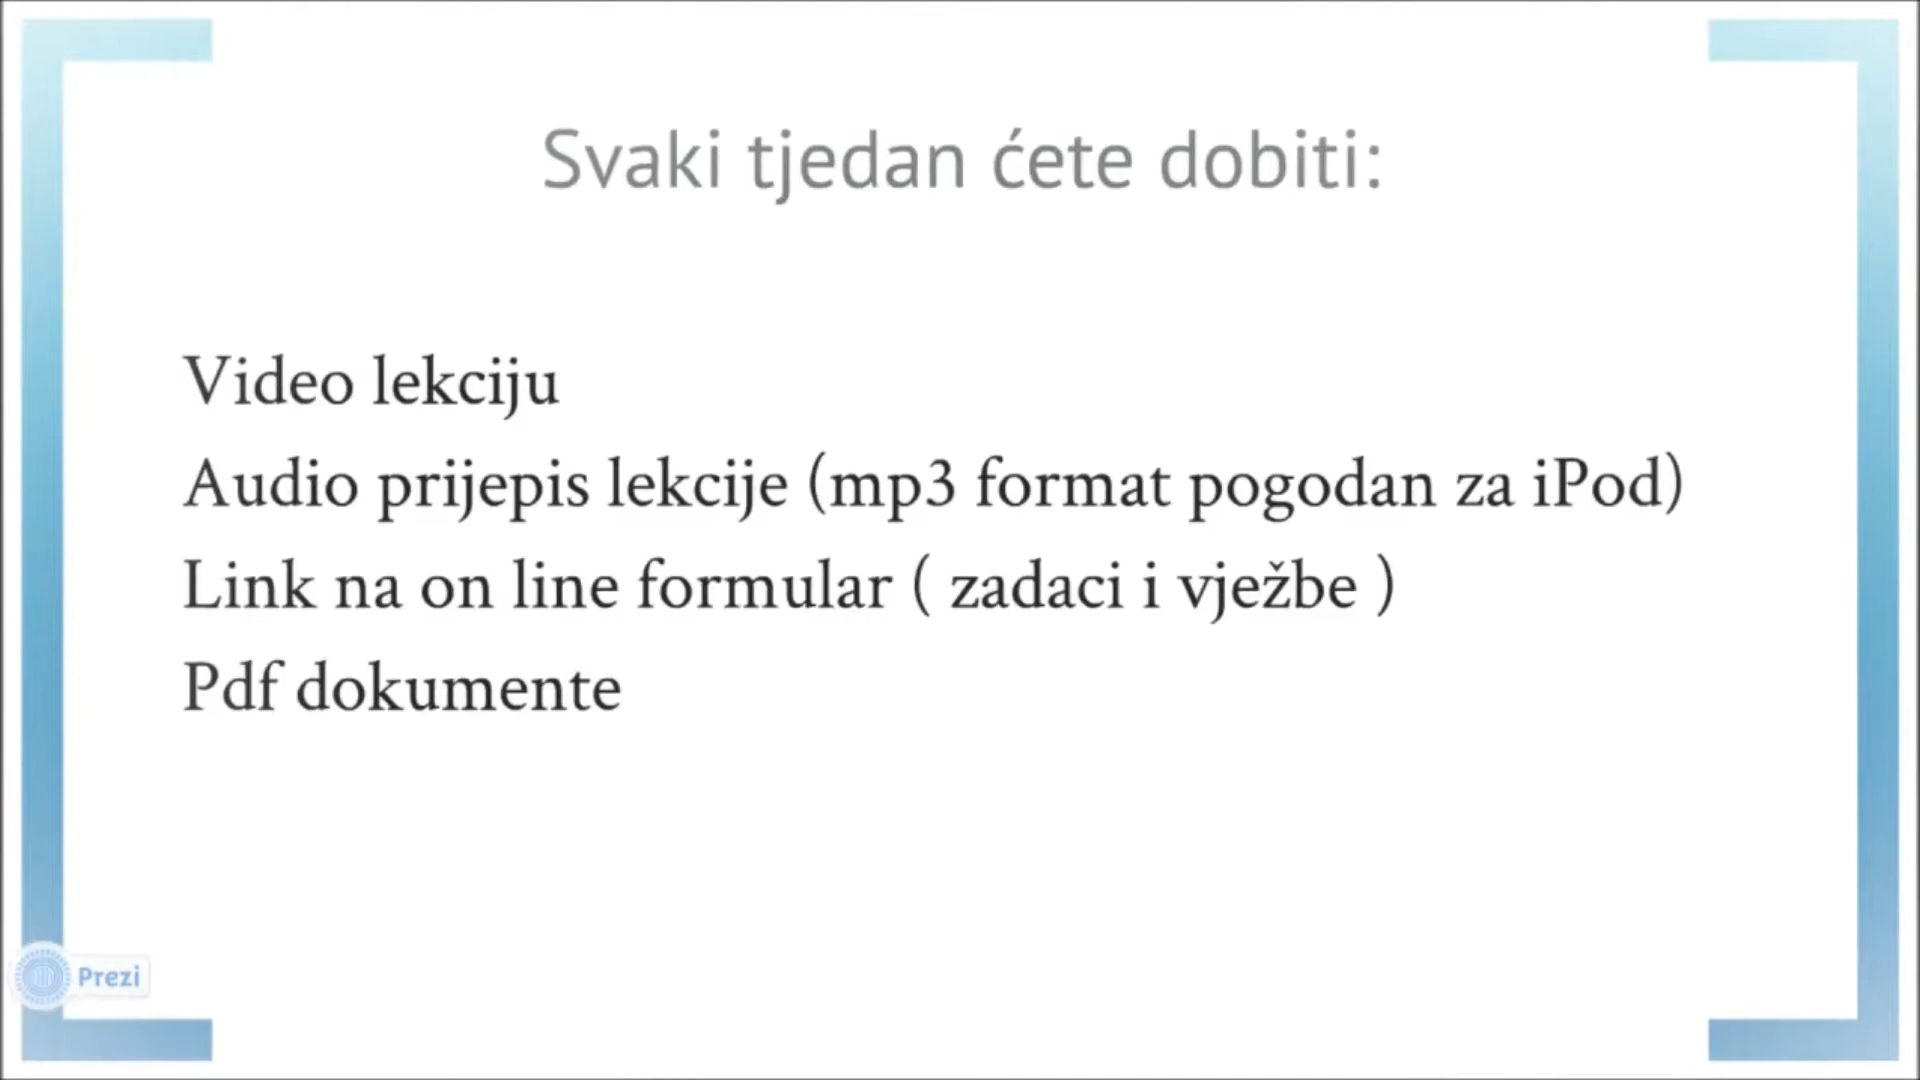 Svaki tjedan ćete dobiti:
Video lekciju
Audio prijepis lekcije (mp3 format pogodan za iPod)
Link na on line formular ( zadaci i vježbe )
Pdf dokumente
Prezi